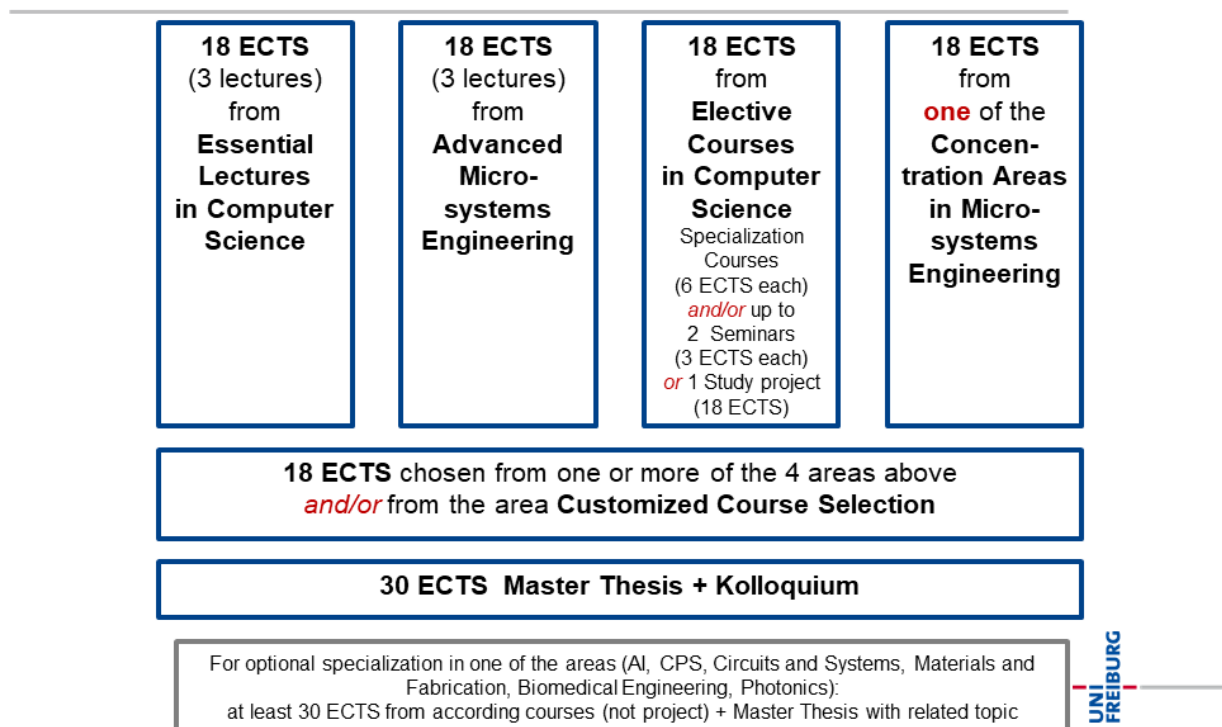 18 ECTS
(3 lectures)
from
Essential
Lectures
in Computer
Science
18 ECTS
(3 lectures)
from
Advanced
Micro-
systems
Engineering
18 ECTS
from
Elective
Courses
in Computer
Science
Specialization
Courses
(6 ECTS each)
and/or up to
2 Seminars
(3 ECTS each)
or 1 Study project
(18 ECTS)
18 ECTS
from
one of the
Concen-
tration Areas
in Micro-
systems
Engineering
18 ECTS chosen from one or more of the 4 areas above
and/or from the area Customized Course Selection
30 ECTS Master Thesis + Kolloquium
For optional specialization in one of the areas (AI, CPS, Circuits and Systems, Materials and
Fabrication, Biomedical Engineering, Photonics):
at least 30 ECTS from according courses (not project) + Master Thesis with related topic
UNI
FREIBURG